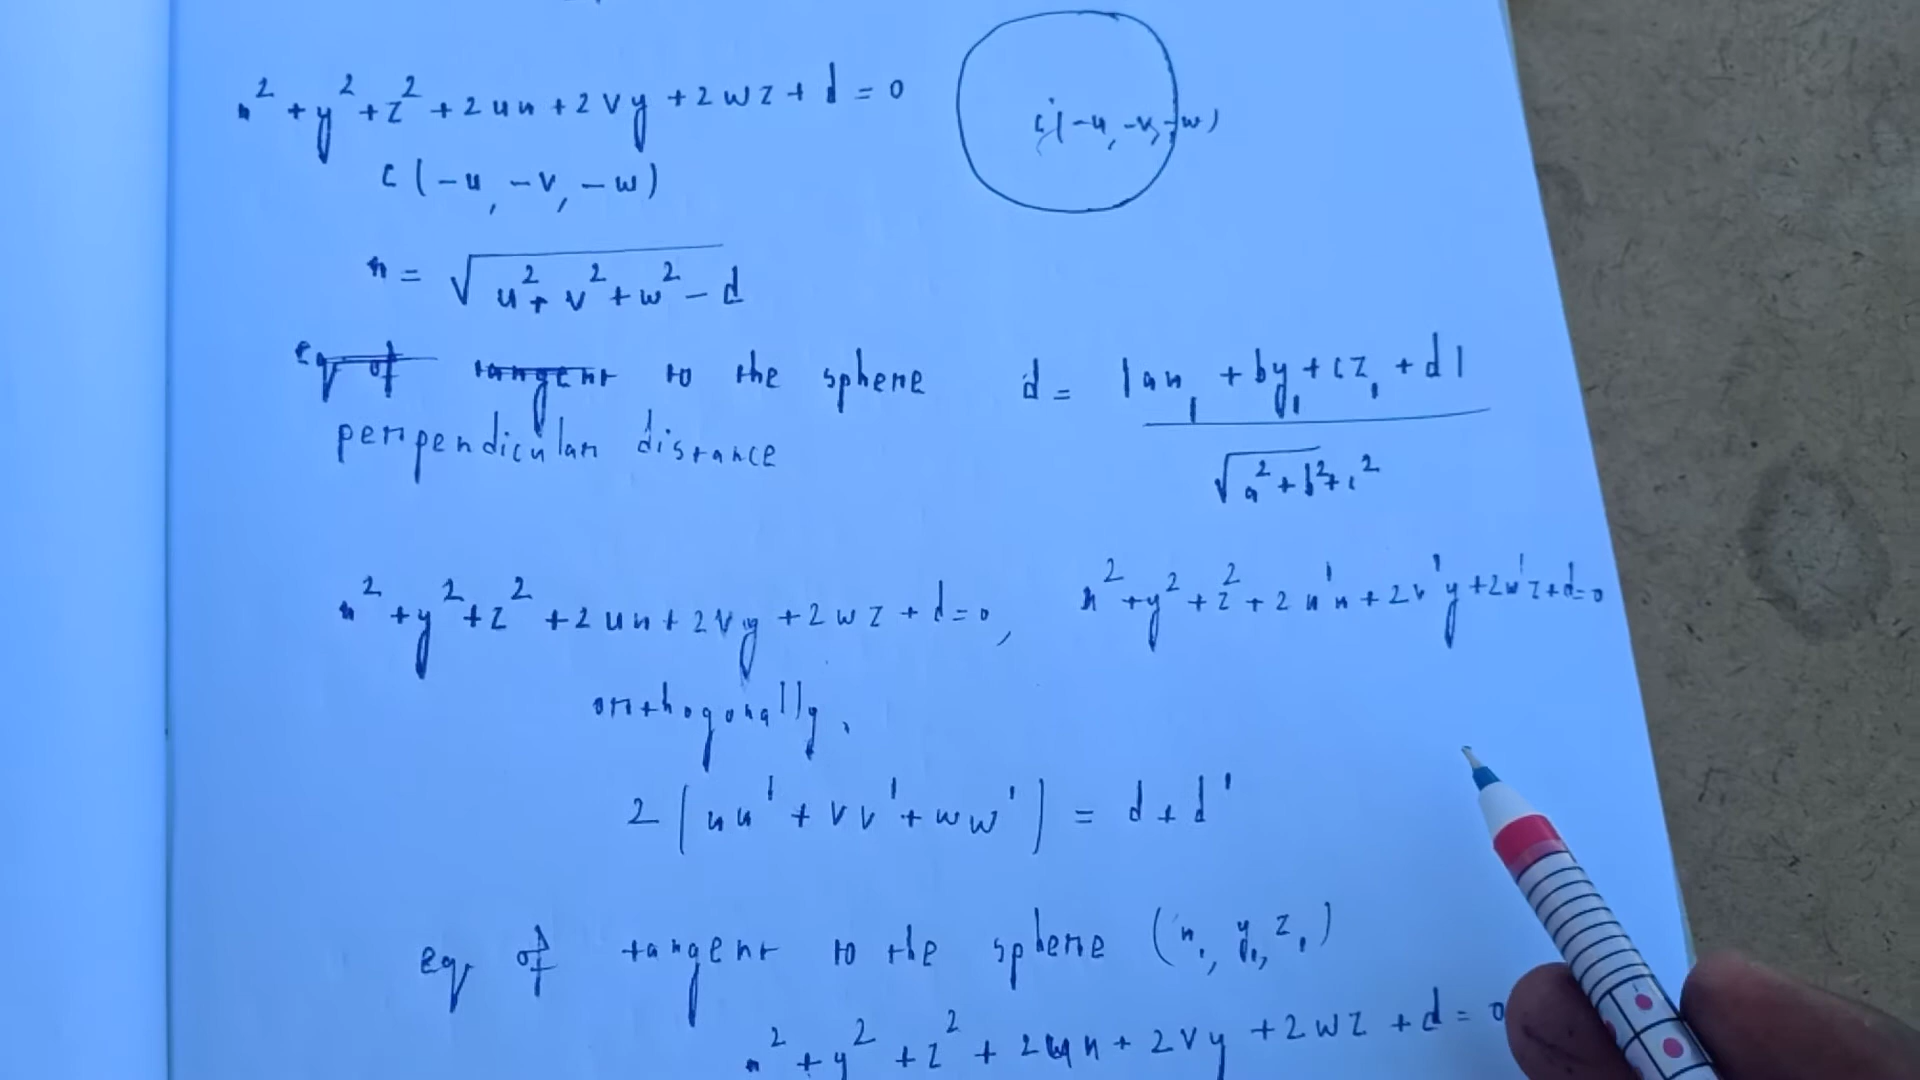 x² + y² + z² + 2ux + 2vy + 2wz + d = 0
c(-u, -v, -w)
c(-u, -v, -w)
r = √(u² + v² + w² - d)
eq of tangent to the sphere
d = |ax₁ + by₁ + cz₁ + d| / √(a² + b² + c²)
perpendicular distance
x² + y² + z² + 2ux + 2vy + 2wz + d = 0, x² + y² + z² + 2u'x + 2v'y + 2w'z + d' = 0
orthogonally.
2(uu' + vv' + ww') = d + d'
eq of tangent to the sphere (x₁, y₁, z₁)
x² + y² + z² + 2ux + 2vy + 2wz + d = 0